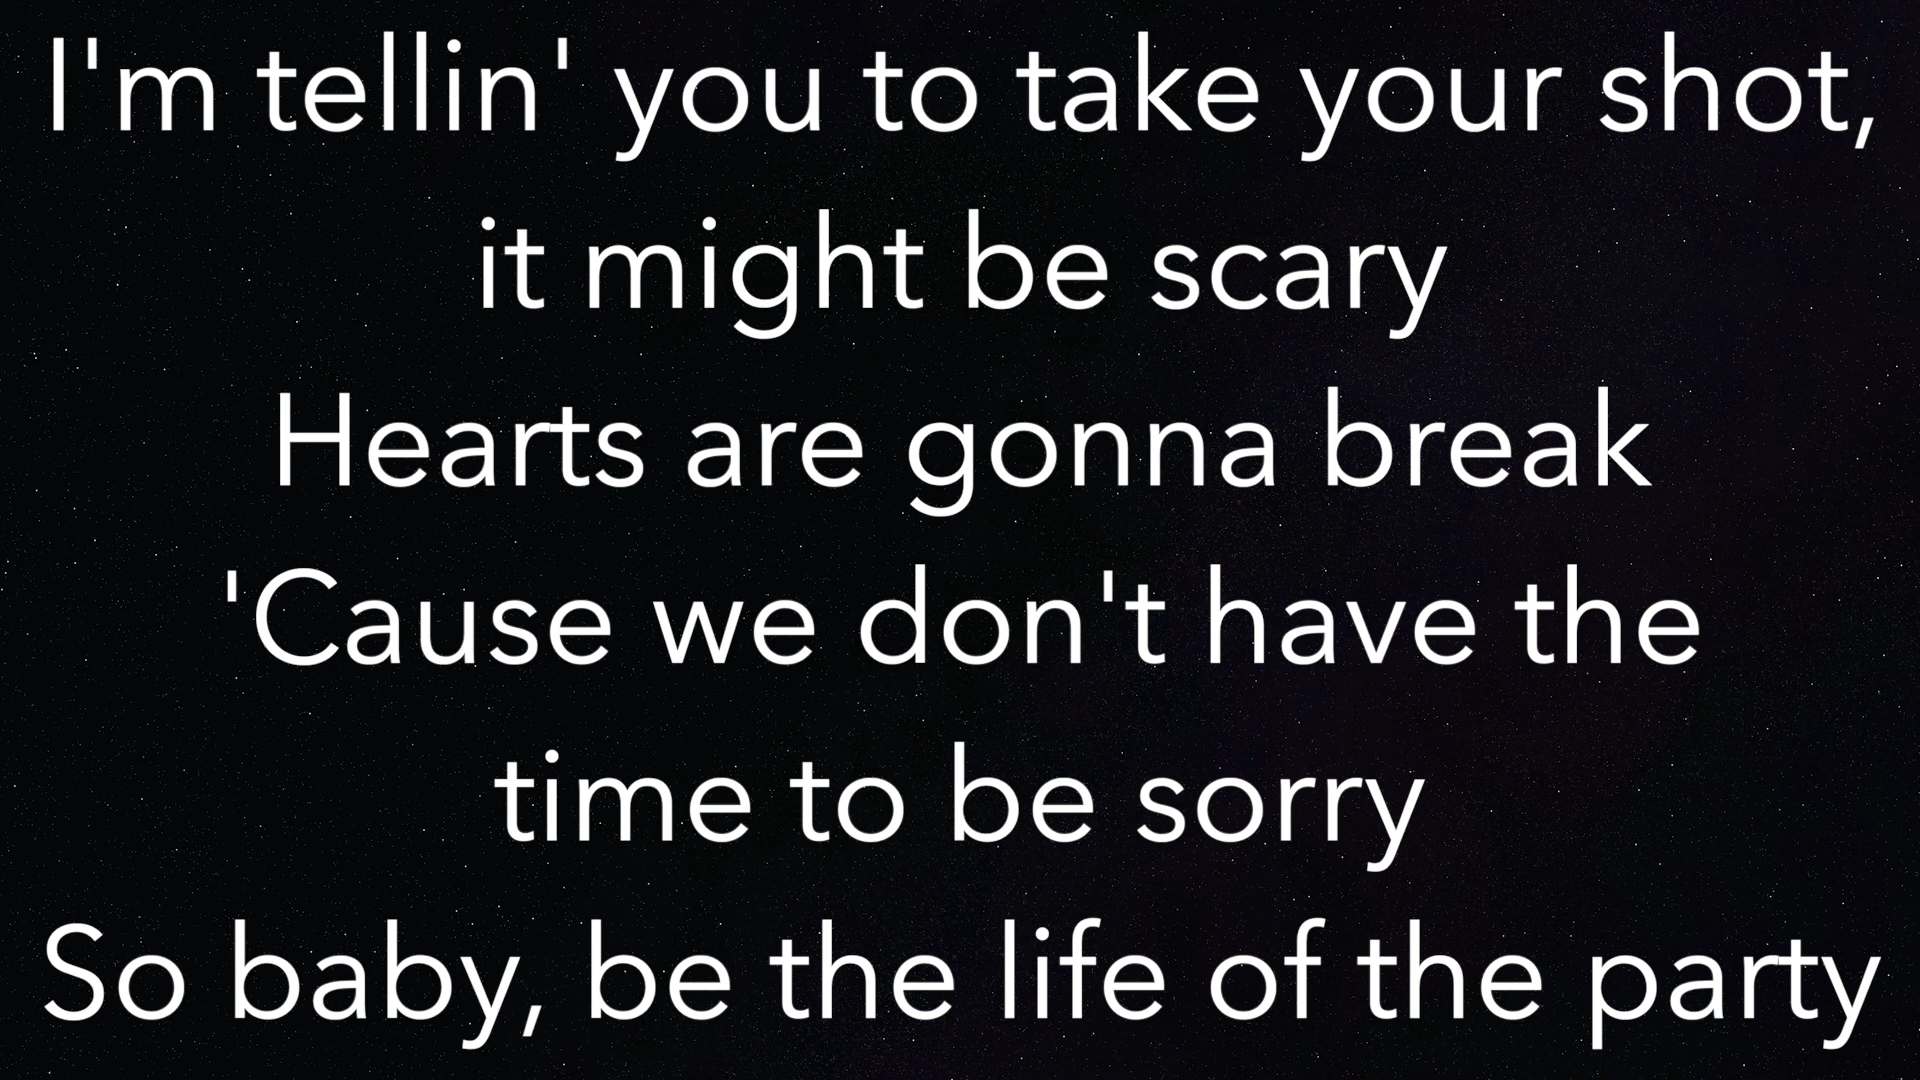 I'm tellin' you to take your shot,
it might be scary
Hearts are gonna break
'Cause we don't have the
time to be sorry
So baby, be the life of the party